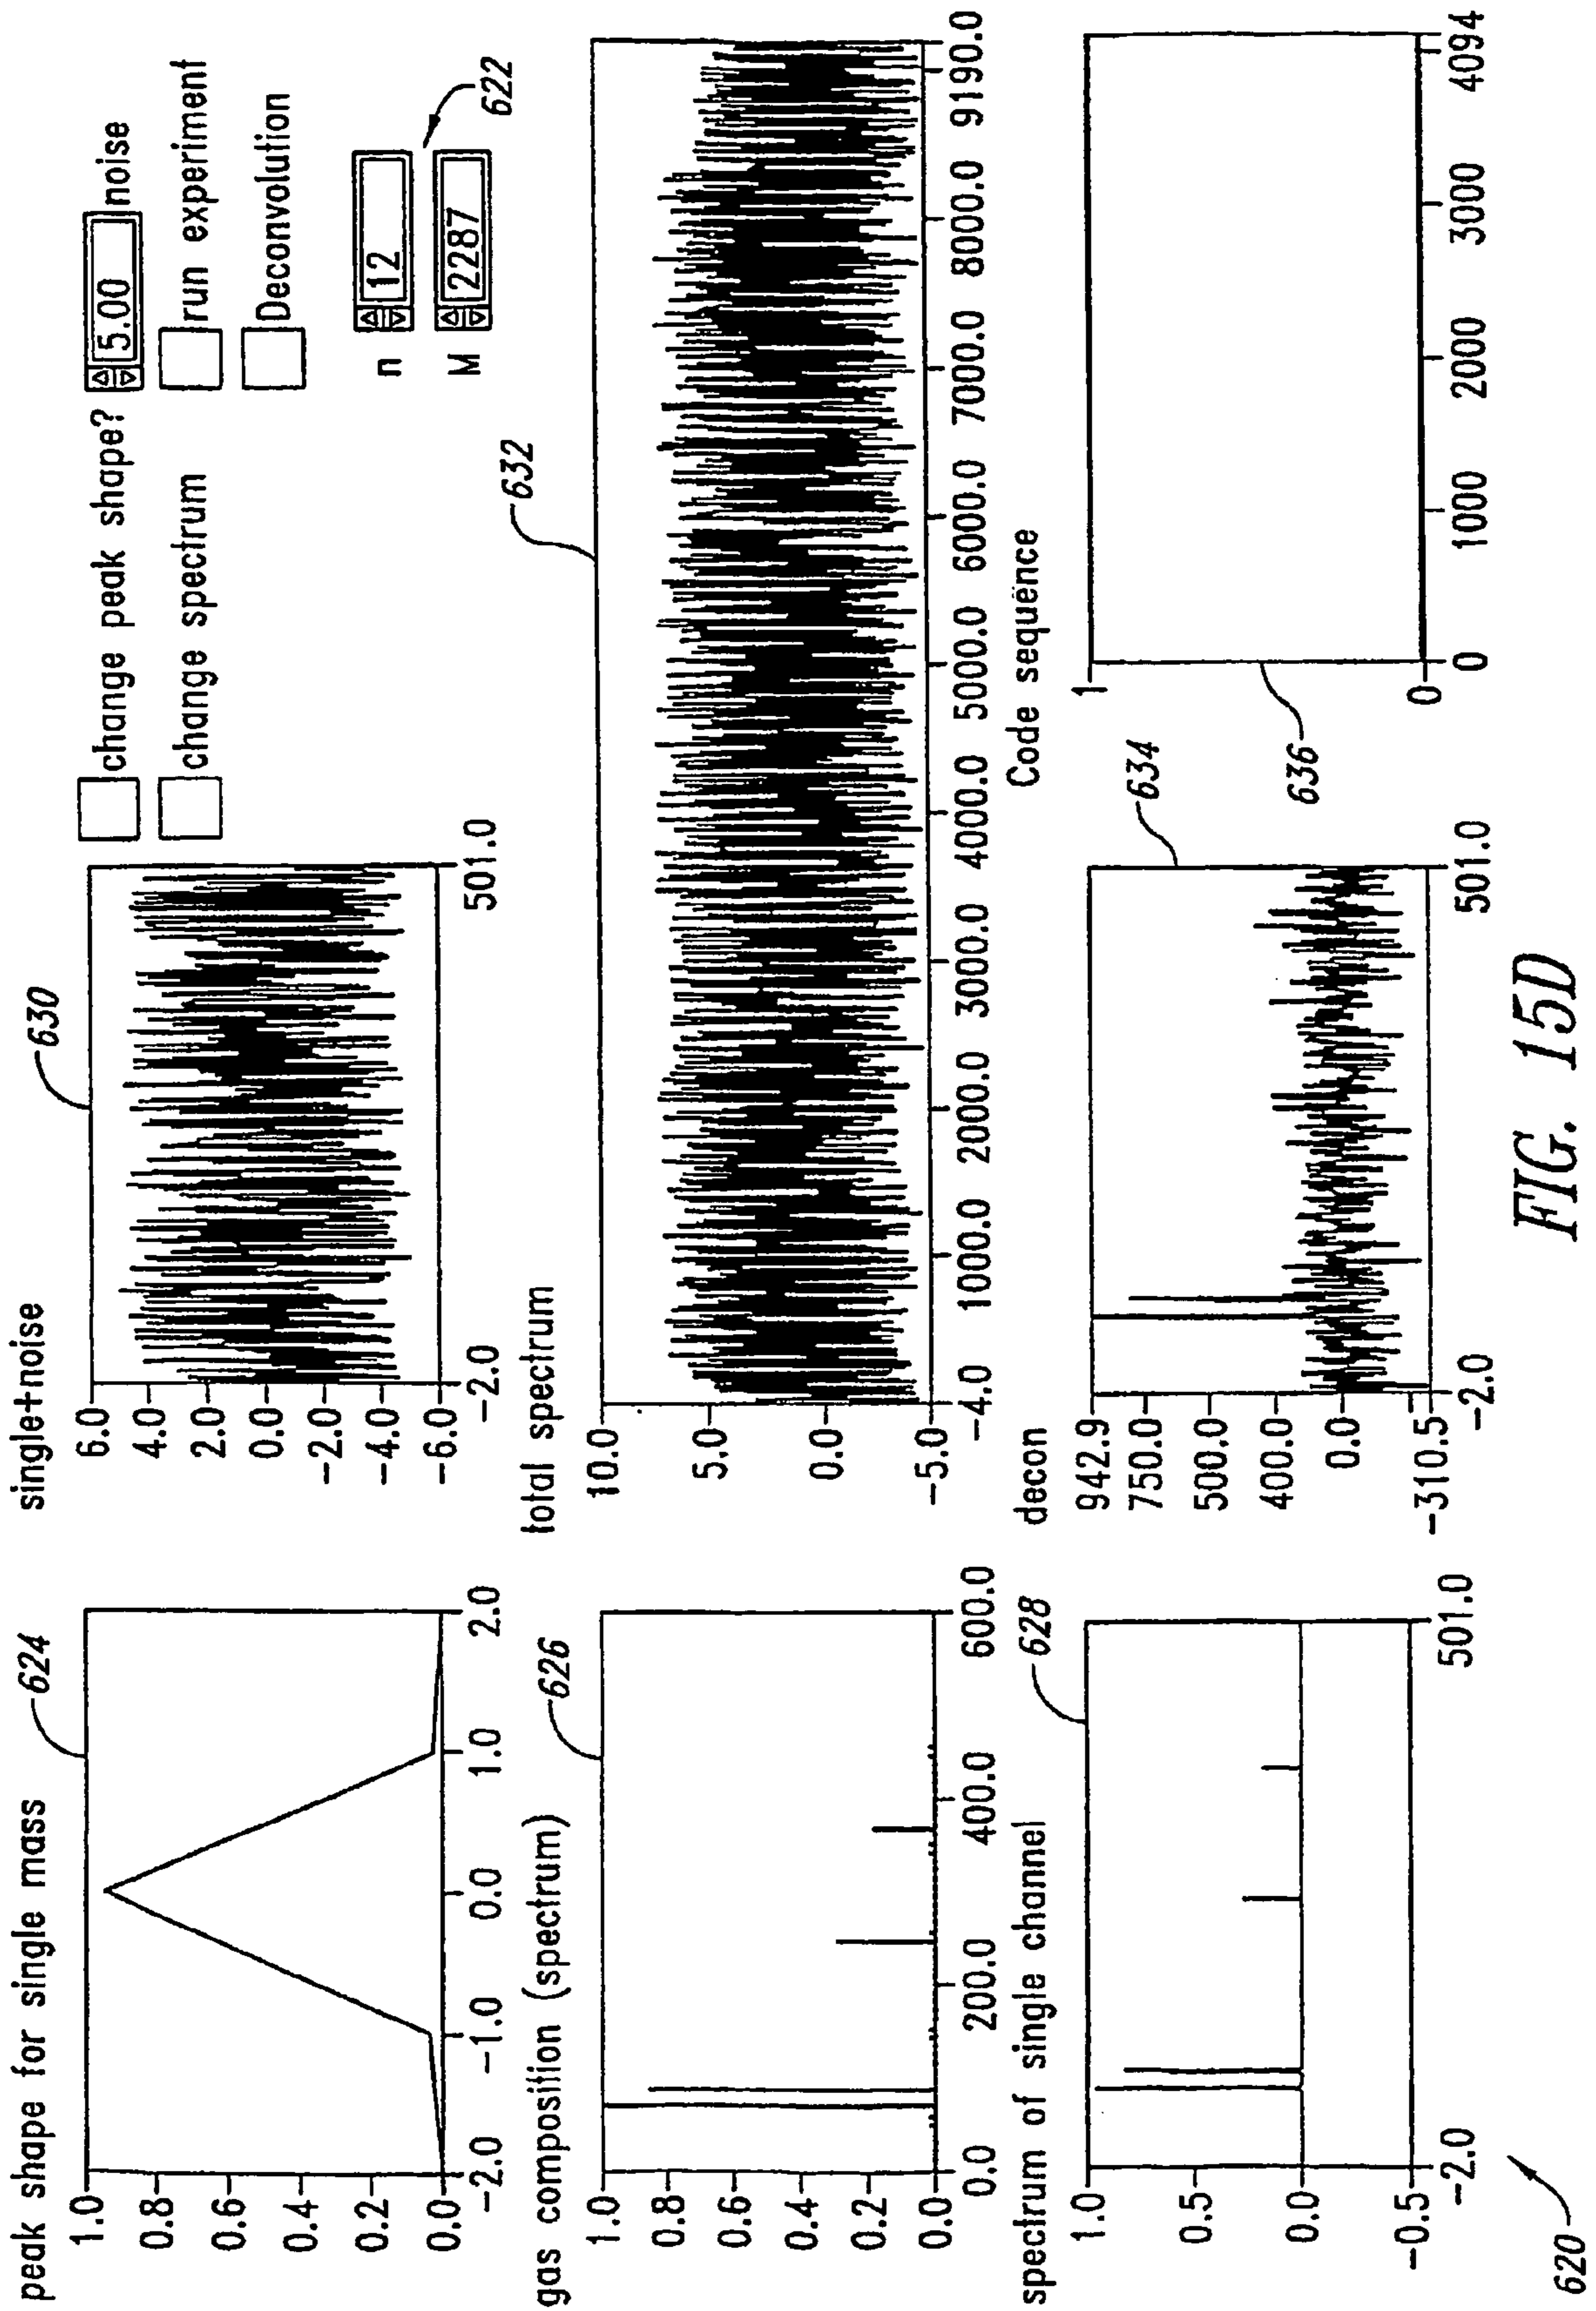 peak shape for single mass
624
1.0
0.8
0.6
0.4
0.2
0.0
-2.0 -1.0 0.0 1.0 2.0
single+noise
630
6.0
4.0
2.0
0.0
-2.0
-4.0
-6.0
-2.0 501.0
change peak shape?
change spectrum
5.00 noise
run experiment
Deconvolution
n 12
M 2287
622
gas composition (spectrum)
626
1.0
0.8
0.6
0.4
0.2
0.0
0.0 200.0 400.0 600.0
total spectrum
632
10.0
5.0
0.0
-5.0
-4.0 1000.0 2000.0 3000.0 4000.0 5000.0 6000.0 7000.0 8000.0 9190.0
spectrum of single channel
628
1.0
0.5
0.0
-0.5
-2.0 501.0
decon
634
942.9
750.0
500.0
400.0
0.0
-310.5
-2.0 501.0
Code sequence
636
1
0
0 1000 2000 3000 4094
620
FIG. 15D